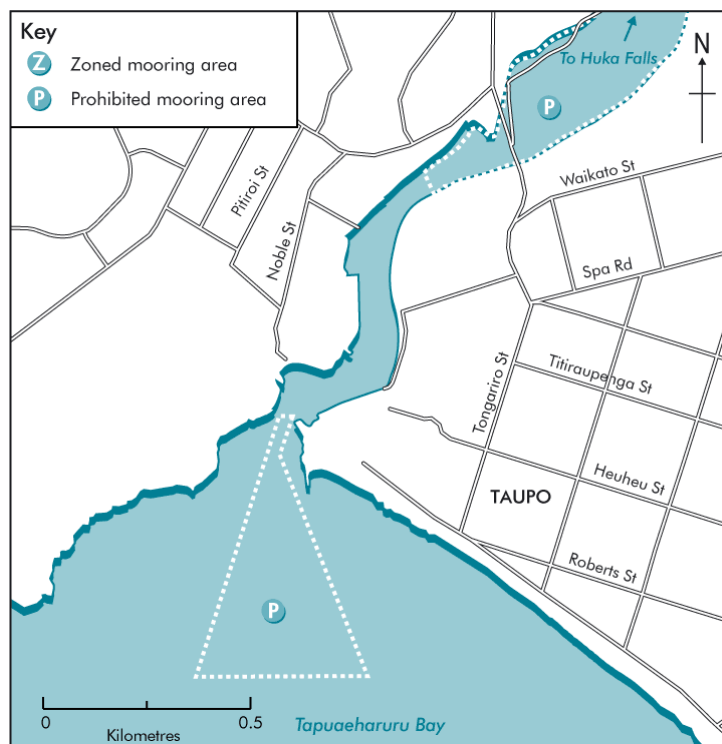 Key
Z Zoned mooring area
P Prohibited mooring area
To Huka Falls
N
P
Waikato St
Pitiroi St
Noble St
Spa Rd
Titiraupenga St
Tongariro St
Heuheu St
TAUPO
Roberts St
P
0 0.5
Kilometres
Tapuaeharuru Bay